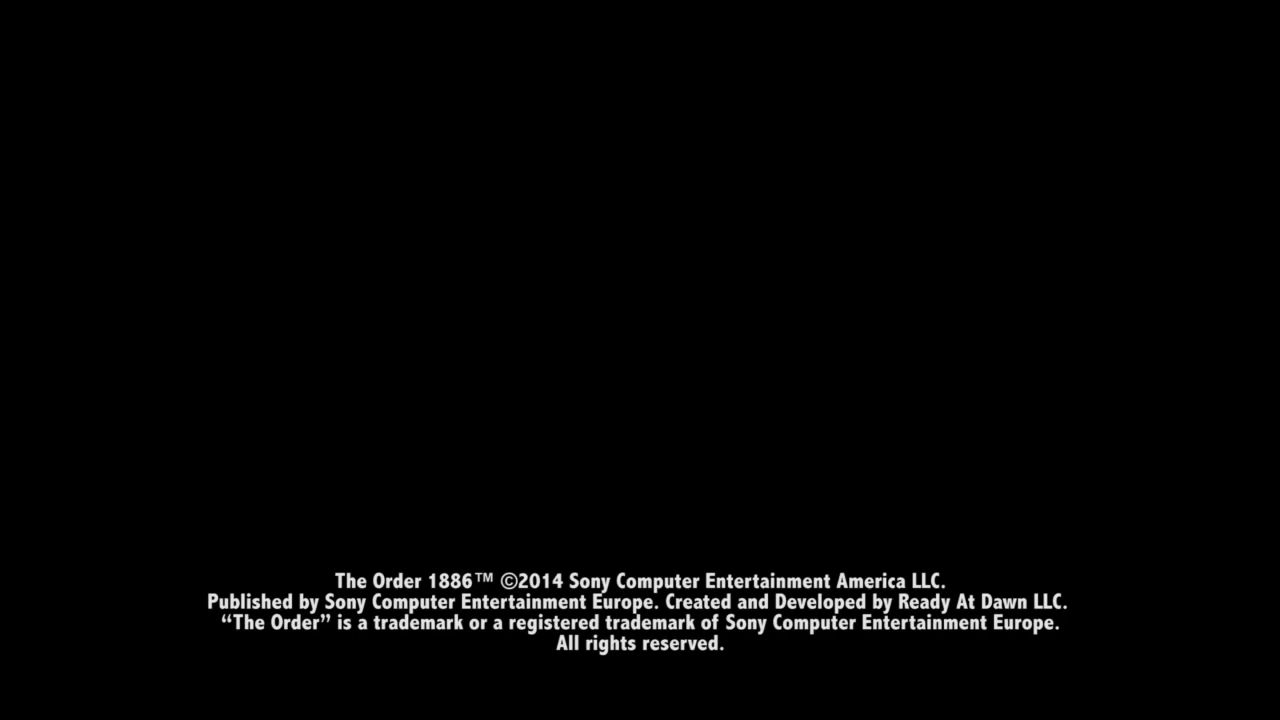 The Order 1886™ ©2014 Sony Computer Entertainment America LLC.
Published by Sony Computer Entertainment Europe. Created and Developed by Ready At Dawn LLC.
“The Order” is a trademark or a registered trademark of Sony Computer Entertainment Europe.
All rights reserved.